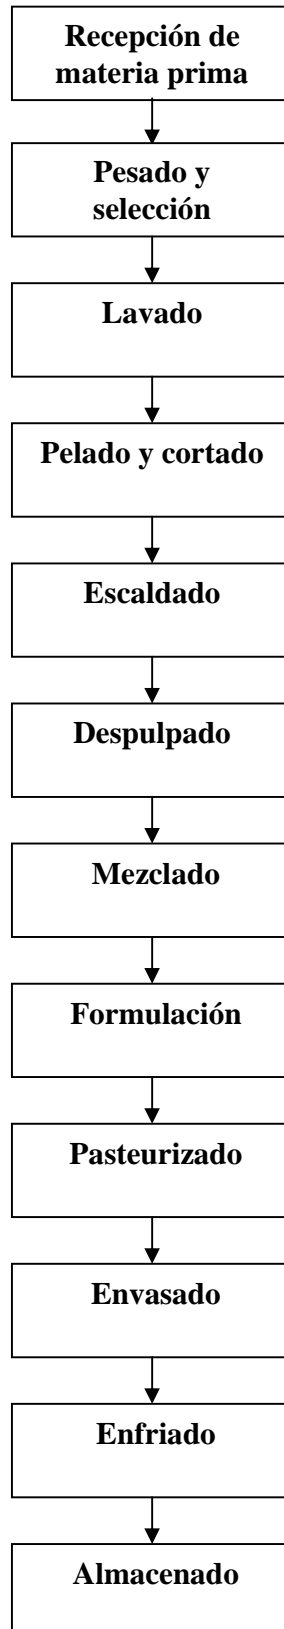 Recepción de
materia prima
Pesado y
selección
Lavado
Pelado y cortado
Escaldado
Despulpado
Mezclado
Formulación
Pasteurizado
Envasado
Enfriado
Almacenado